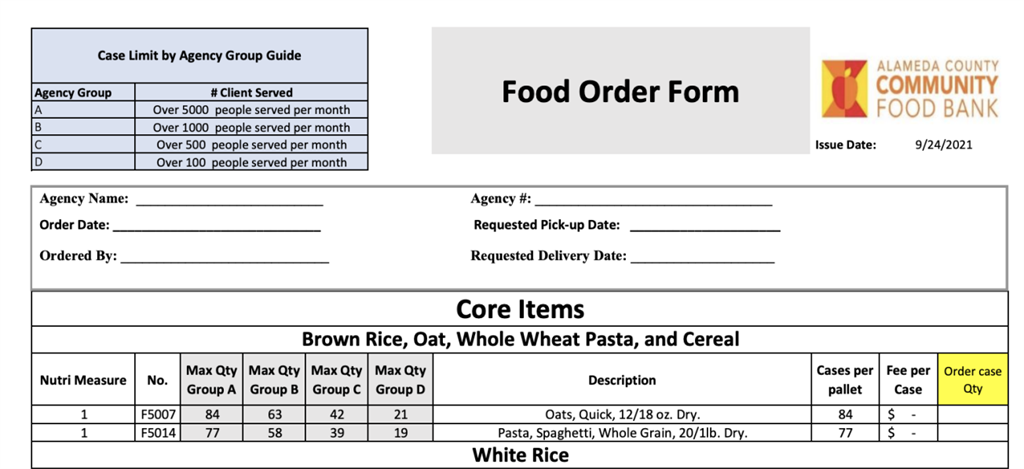 Case Limit by Agency Group Guide
Agency Group # Client Served
A Over 5000 people served per month
B Over 1000 people served per month
C Over 500 people served per month
D Over 100 people served per month
Food Order Form
ALAMEDA COUNTY
COMMUNITY
FOOD BANK
Issue Date: 9/24/2021
Agency Name: ____________ Agency #: ____________
Order Date: ____________ Requested Pick-up Date: ____________
Ordered By: ____________ Requested Delivery Date: ____________
Core Items
Brown Rice, Oat, Whole Wheat Pasta, and Cereal
Nutri Measure No. Max Qty Group A Max Qty Group B Max Qty Group C Max Qty Group D Description Cases per pallet Fee per Case Order case Qty
1 F5007 84 63 42 21 Oats, Quick, 12/18 oz. Dry. 84 $ -
1 F5014 77 58 39 19 Pasta, Spaghetti, Whole Grain, 20/1lb. Dry. 77 $ -
White Rice